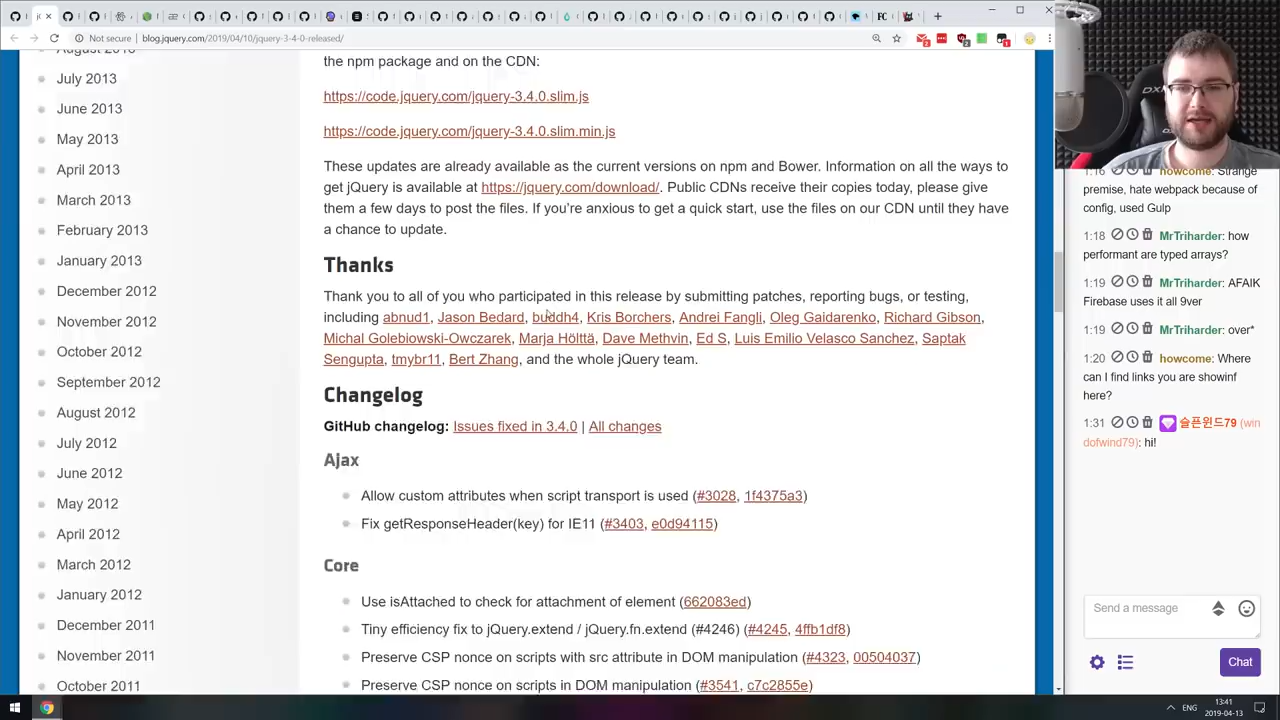 Not secure
blog.jquery.com/2019/04/10/jquery-3-4-0-released/
July 2013
June 2013
May 2013
April 2013
March 2013
February 2013
January 2013
December 2012
November 2012
October 2012
September 2012
August 2012
July 2012
June 2012
May 2012
April 2012
March 2012
January 2012
December 2011
November 2011
October 2011
the npm package and on the CDN:
https://code.jquery.com/jquery-3.4.0.slim.js
https://code.jquery.com/jquery-3.4.0.slim.min.js
These updates are already available as the current versions on npm and Bower. Information on all the ways to
get jQuery is available at https://jquery.com/download/. Public CDNs receive their copies today, please give
them a few days to post the files. If you're anxious to get a quick start, use the files on our CDN until they have
a chance to update.
Thanks
Thank you to all of you who participated in this release by submitting patches, reporting bugs, or testing,
including abnud1, Jason Bedard, buddh4, Kris Borchers, Andrei Fangli, Oleg Gaidarenko, Richard Gibson,
Michal Golebiowski-Owczarek, Marja Hölttä, Dave Methvin, Ed S, Luis Emilio Velasco Sanchez, Saptak
Sengupta, tmybr11, Bert Zhang, and the whole jQuery team.
Changelog
GitHub changelog: Issues fixed in 3.4.0 | All changes
Ajax
Allow custom attributes when script transport is used (#3028, 1f4375a3)
Fix getResponseHeader(key) for IE11 (#3403, e0d94115)
Core
Use isAttached to check for attachment of element (662083ed)
Tiny efficiency fix to jQuery.extend / jQuery.fn.extend (#4246) (#4245, 4ffb1df8)
Preserve CSP nonce on scripts with src attribute in DOM manipulation (#4323, 00504037)
Preserve CSP nonce on scripts in DOM manipulation (#3541, c7c2855e)
1:16 howcome: Strange
premise, hate webpack because of
config, used Gulp
1:18 MrTriharder: how
performant are typed arrays?
1:19 MrTriharder: AFAIK
Firebase uses it all 9ver
1:19 MrTriharder: over*
1:20 howcome: Where
can I find links you are showinf
here?
1:31 슬픈윈드79 (win
dofwind79): hi!
Send a message
Chat
ENG
13:41
2019-04-13